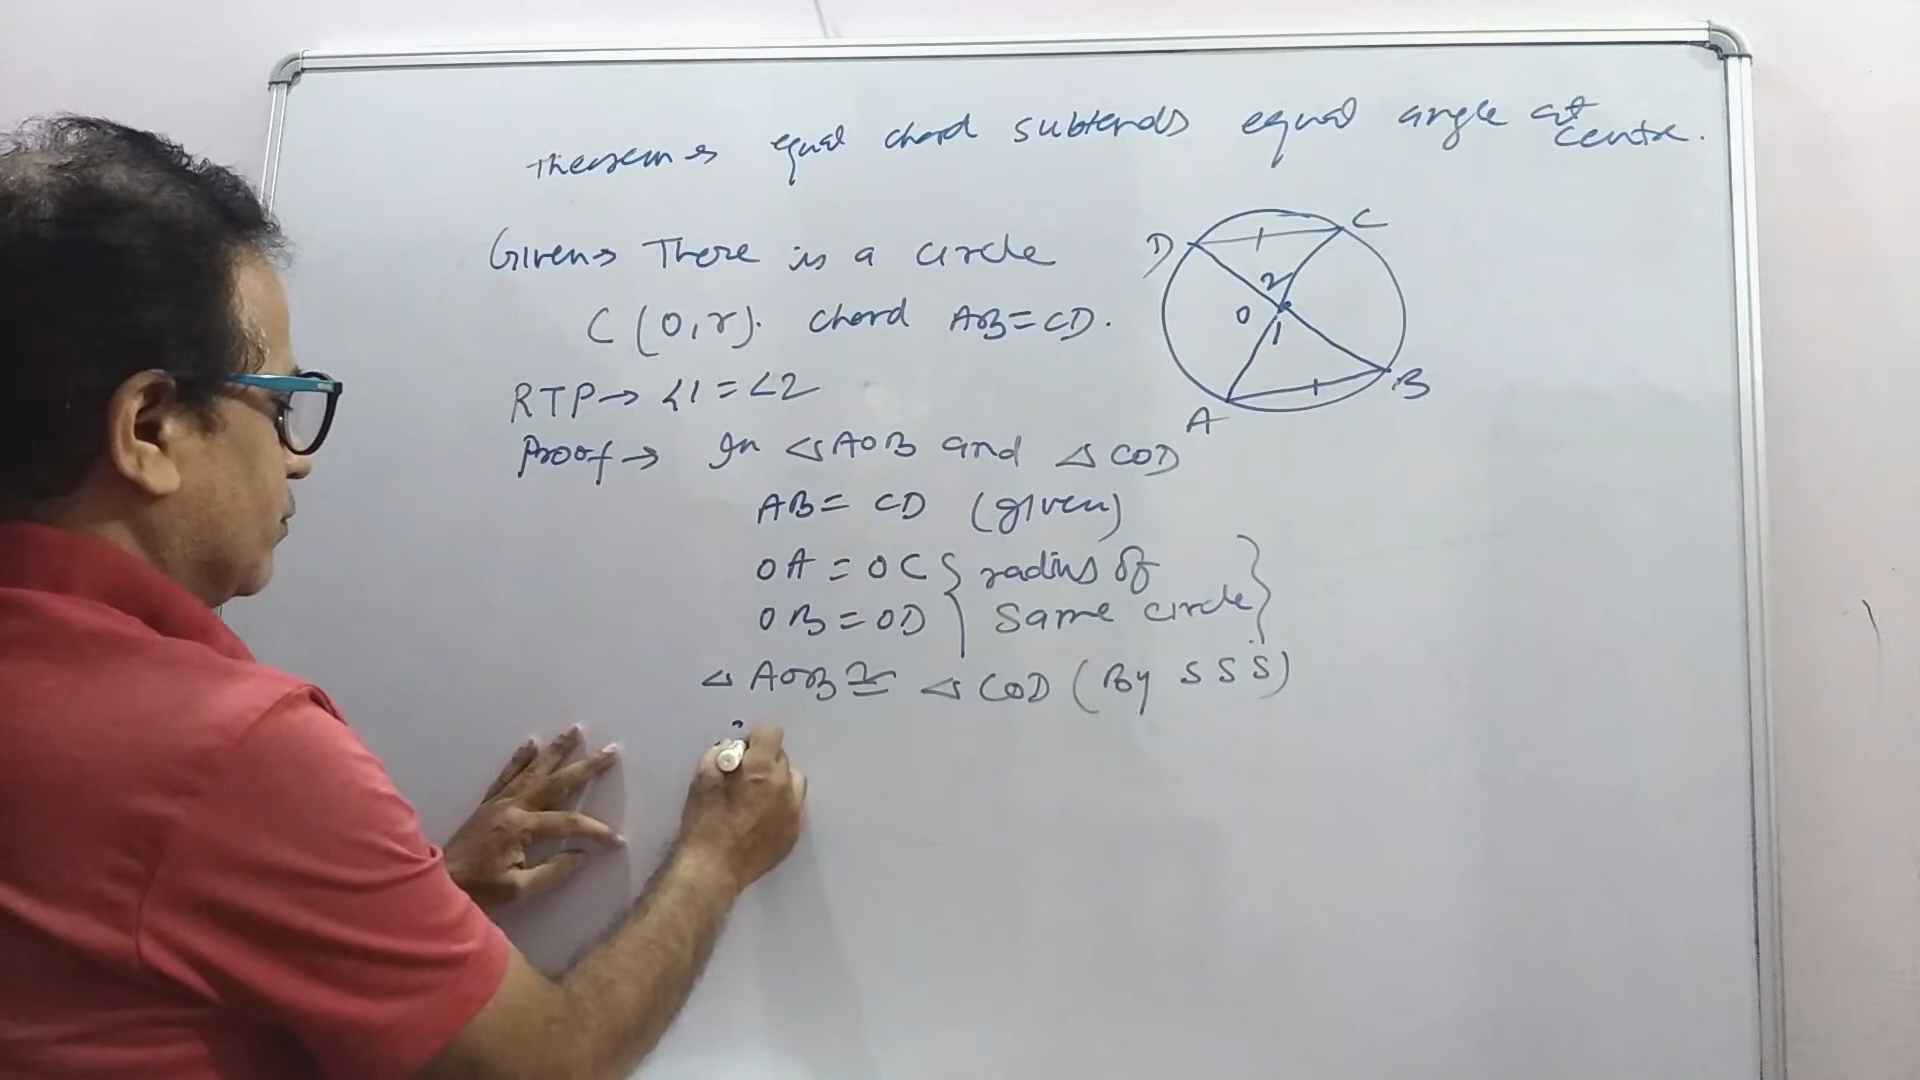 Theorem → equal chord subtends equal angle at centre.
Given → There is a circle
C (O, r). chord AB = CD.
RTP → ∠1 = ∠2
Proof → In △AOB and △COD
AB = CD (given)
OA = OC { radius of
OB = OD same circle }
△AOB ≅ △COD (By SSS)
D
C
2
O
1
A
B